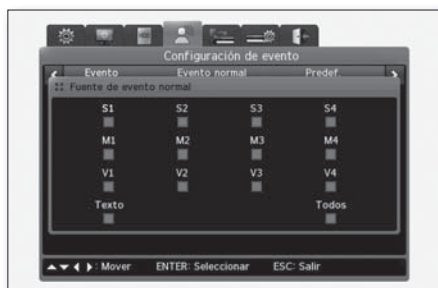 Configuración de evento
Evento Evento normal Predef.
Fuente de evento normal
S1 S2 S3 S4
M1 M2 M3 M4
V1 V2 V3 V4
Texto Todos
: Mover ENTER: Seleccionar ESC: Salir